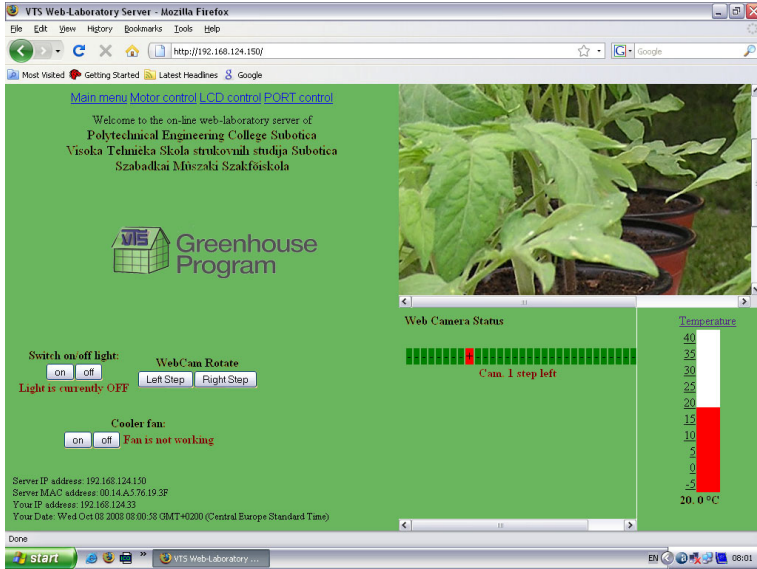 VTS Web-Laboratory Server - Mozilla Firefox
File Edit View History Bookmarks Tools Help
http://192.168.124.150/
G Google
Most Visited Getting Started Latest Headlines Google
Main menu Motor control LCD control PORT control
Welcome to the on-line web-laboratory server of
Polytechnical Engineering College Subotica
Visoka Tehnička Skola strukovnih studija Subotica
Szabadkai Műszaki Szakfőiskola
VTS
Greenhouse
Program
Switch on/off light:
on off
Light is currently OFF
WebCam Rotate
Left Step Right Step
Cooler fan:
on off Fan is not working
Server IP address: 192.168.124.150
Server MAC address: 00.14.A5.76.19.3F
Your IP address: 192.168.124.33
Your Date: Wed Oct 08 2008 08:00:58 GMT+0200 (Central Europe Standard Time)
Web Camera Status
Cam. 1 step left
Temperature
40
35
30
25
20
15
10
5
0
-5
20. 0 °C
Done
start
VTS Web-Laboratory ...
EN
08:01